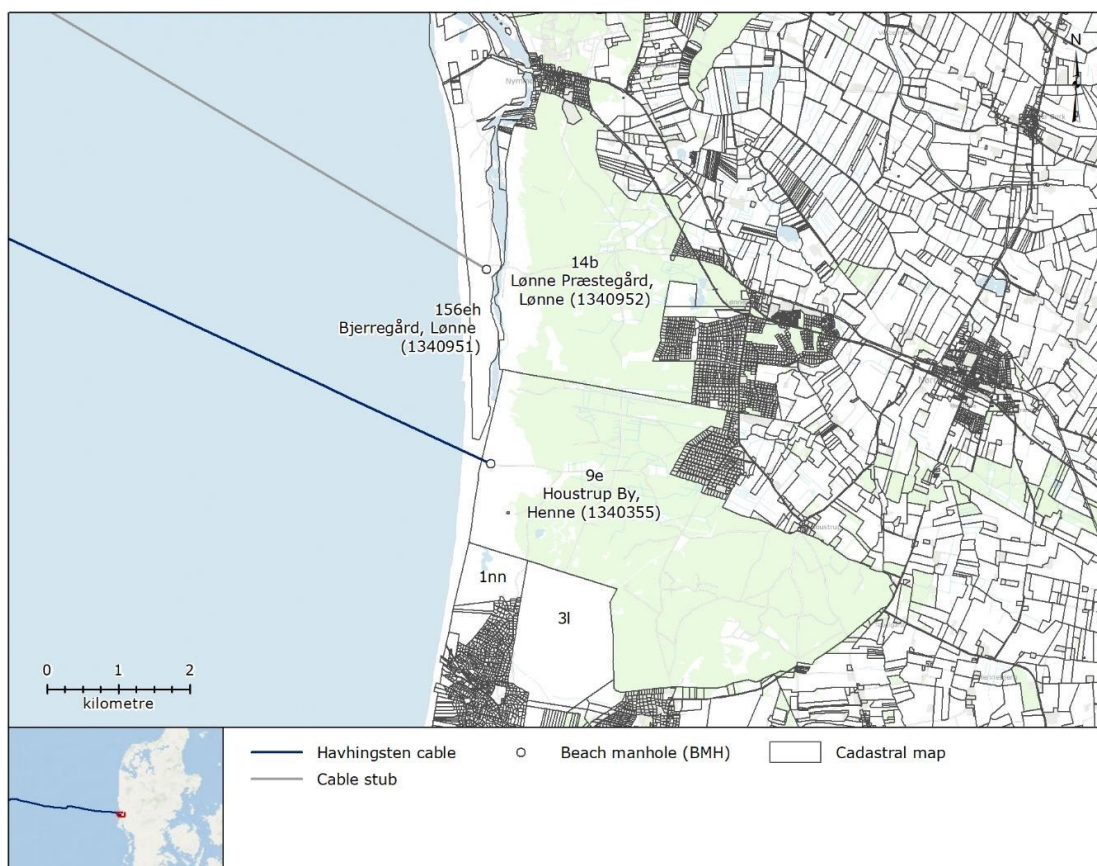 N
14b
Lønne Præstegård,
Lønne (1340952)
156eh
Bjerregård, Lønne
(1340951)
9e
Houstrup By,
Henne (1340355)
1nn
3l
0 1 2
kilometre
Havhingsten cable
Beach manhole (BMH)
Cadastral map
Cable stub